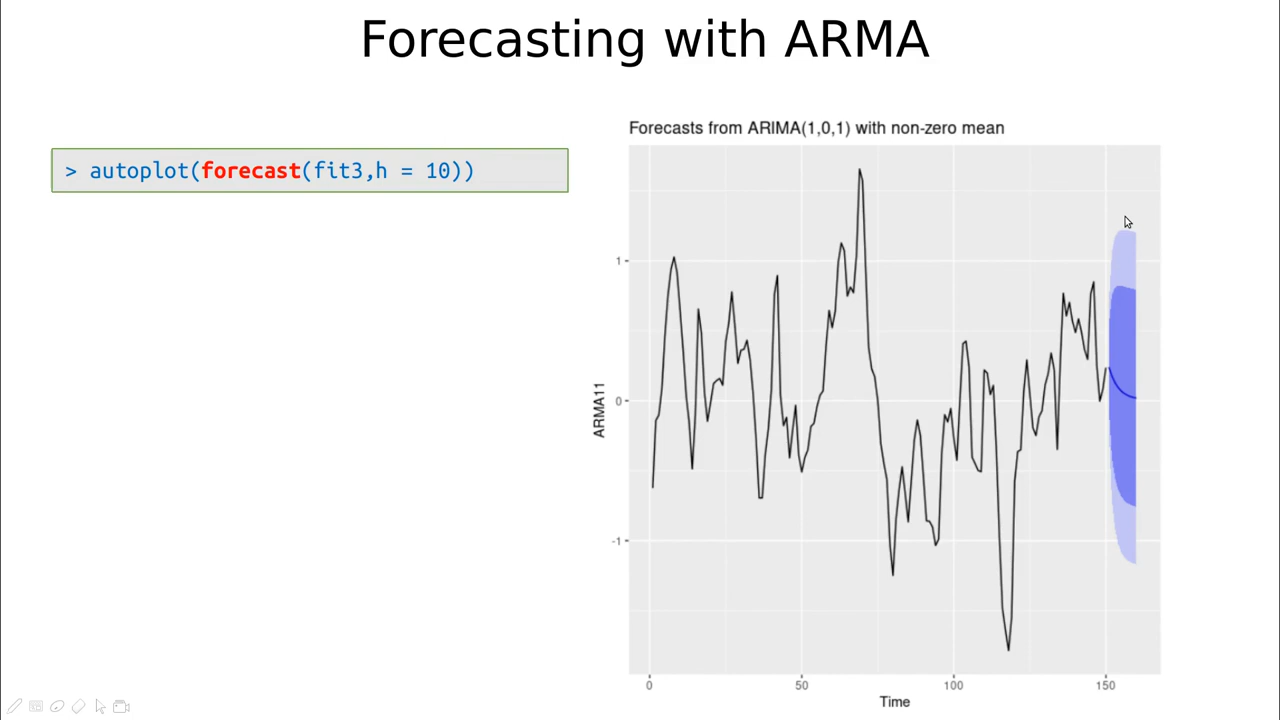 Forecasting with ARMA
> autoplot(forecast(fit3,h = 10))
Forecasts from ARIMA(1,0,1) with non-zero mean
1
0
-1
ARMA11
0 50 100 150
Time